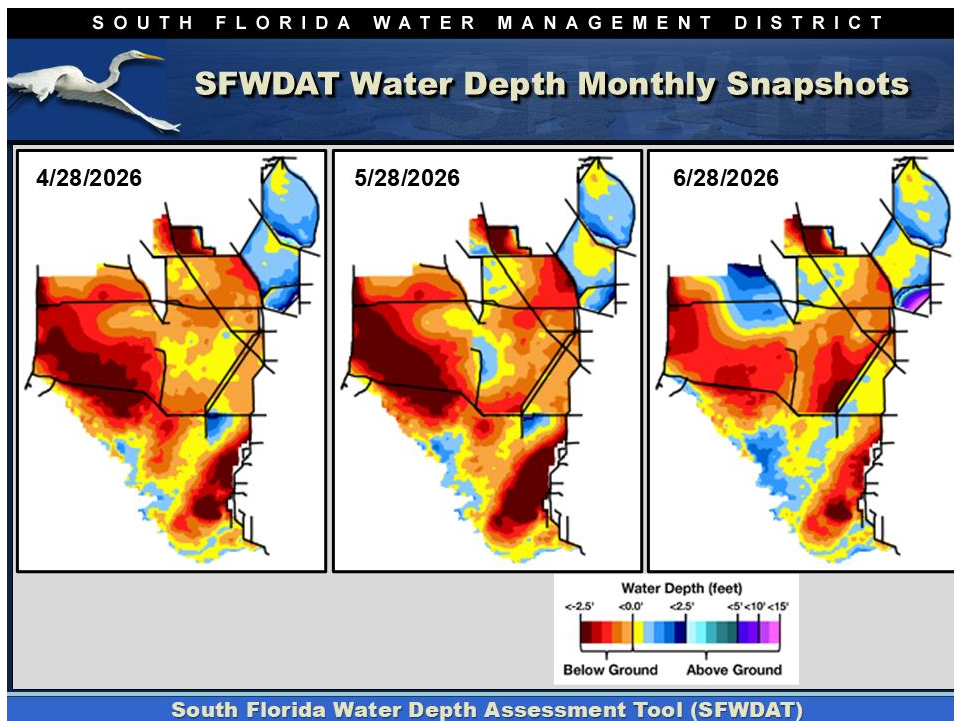 SOUTH FLORIDA WATER MANAGEMENT DISTRICT
SFWDAT Water Depth Monthly Snapshots
4/28/2026
5/28/2026
6/28/2026
Water Depth (feet)
<-2.5' <0.0' <2.5' <5' <10' <15'
Below Ground Above Ground
South Florida Water Depth Assessment Tool (SFWDAT)